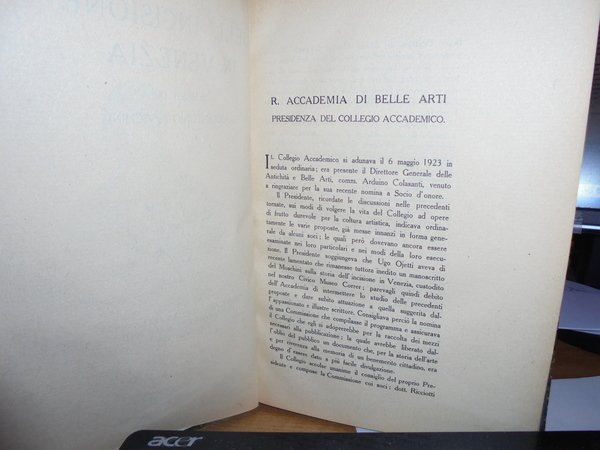 R. ACCADEMIA DI BELLE ARTI
PRESIDENZA DEL COLLEGIO ACCADEMICO.
IL Collegio Accademico si adunava il 6 maggio 1923 in
seduta ordinaria; era presente il Direttore Generale delle
Antichità e Belle Arti, comm. Arduino Colasanti, venuto
a ringraziare per la sua recente nomina a Socio d'onore.
Il Presidente, ricordate le discussioni nelle precedenti
tornate, sui modi di volgere la vita del Collegio ad opere
di frutto durevole per la coltura artistica, indicava ordina-
tamente le varie proposte, già messe innanzi in forma gene-
rale da alcuni soci; le quali però dovevano ancora essere
esaminate nei loro particolari e nei modi della loro esecu-
zione. Il Presidente soggiungeva che Ugo Ojetti aveva di
recente lamentato che rimanesse tuttora inedito un manoscritto
del Moschini sulla storia dell'incisione in Venezia, custodito
nel nostro Civico Museo Correr; parevagli quindi debito
dell'Accademia di intermettere lo studio delle precedenti
proposte e dare subito attuazione a quella suggerita dal-
l'appassionato e illustre scrittore. Consigliava perciò la nomina
di una Commissione che compilasse il programma e assicurava
il Collegio che egli si adoprerebbe per la raccolta dei mezzi
necessari alla pubblicazione; la quale avrebbe liberato dal-
l'oblio del pubblico un documento che, per la storia dell'arte
e per riverenza alla memoria di un benemerito cittadino, era
degno d'essere dato a più facile divulgazione.
Il Collegio accolse unanime il consiglio del proprio Pre-
sidente e compose la Commissione coi soci: dott. Ricciotti
acer